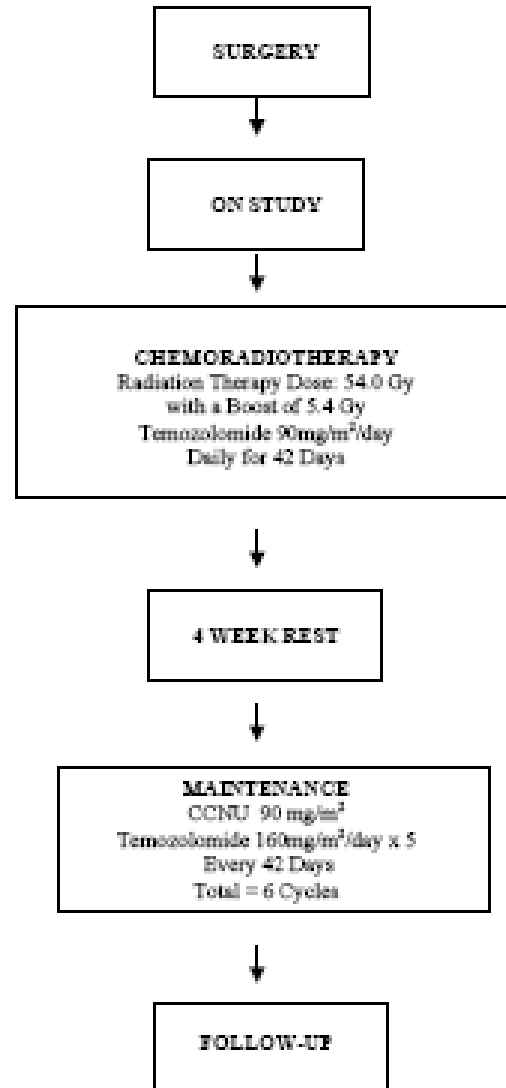 SURGERY
ON STUDY
CHEMORADIOTHERAPY
Radiation Therapy Dose: 54.0 Gy
with a Boost of 5.4 Gy
Temozolomide 90mg/m²/day
Daily for 42 Days
4 WEEK REST
MAINTENANCE
CCNU 90 mg/m²
Temozolomide 160mg/m²/day x 5
Every 42 Days
Total = 6 Cycles
FOLLOW-UP